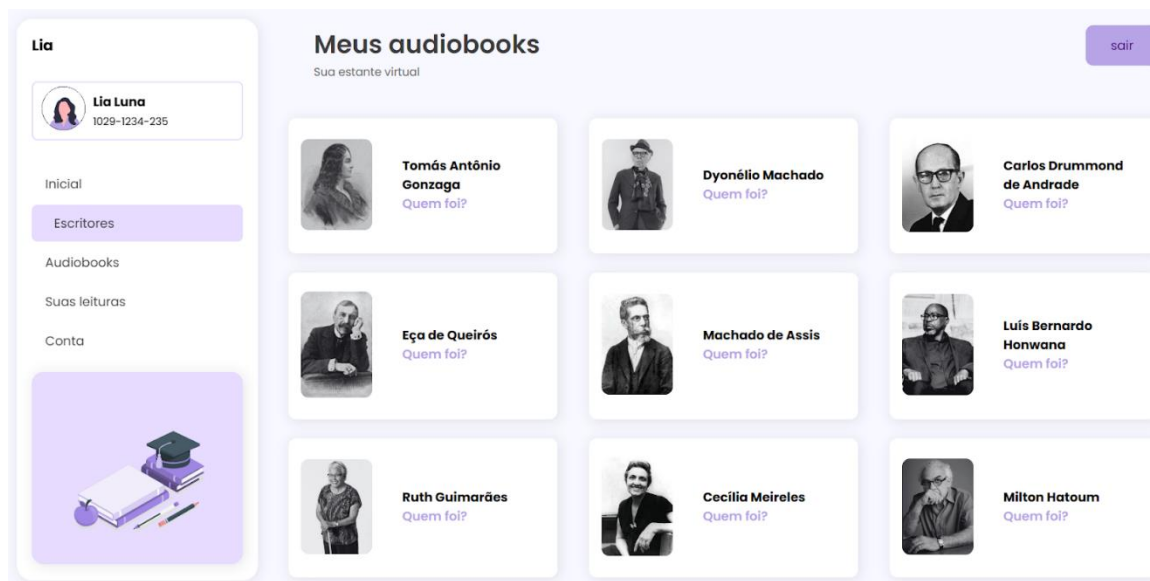 Lia
Lia Luna
1029-1234-235
Inicial
Escritores
Audiobooks
Suas leituras
Conta
Meus audiobooks
Sua estante virtual
sair
Tomás Antônio
Gonzaga
Quem foi?
Dyonélio Machado
Quem foi?
Carlos Drummond
de Andrade
Quem foi?
Eça de Queirós
Quem foi?
Machado de Assis
Quem foi?
Luís Bernardo
Honwana
Quem foi?
Ruth Guimarães
Quem foi?
Cecília Meireles
Quem foi?
Milton Hatoum
Quem foi?